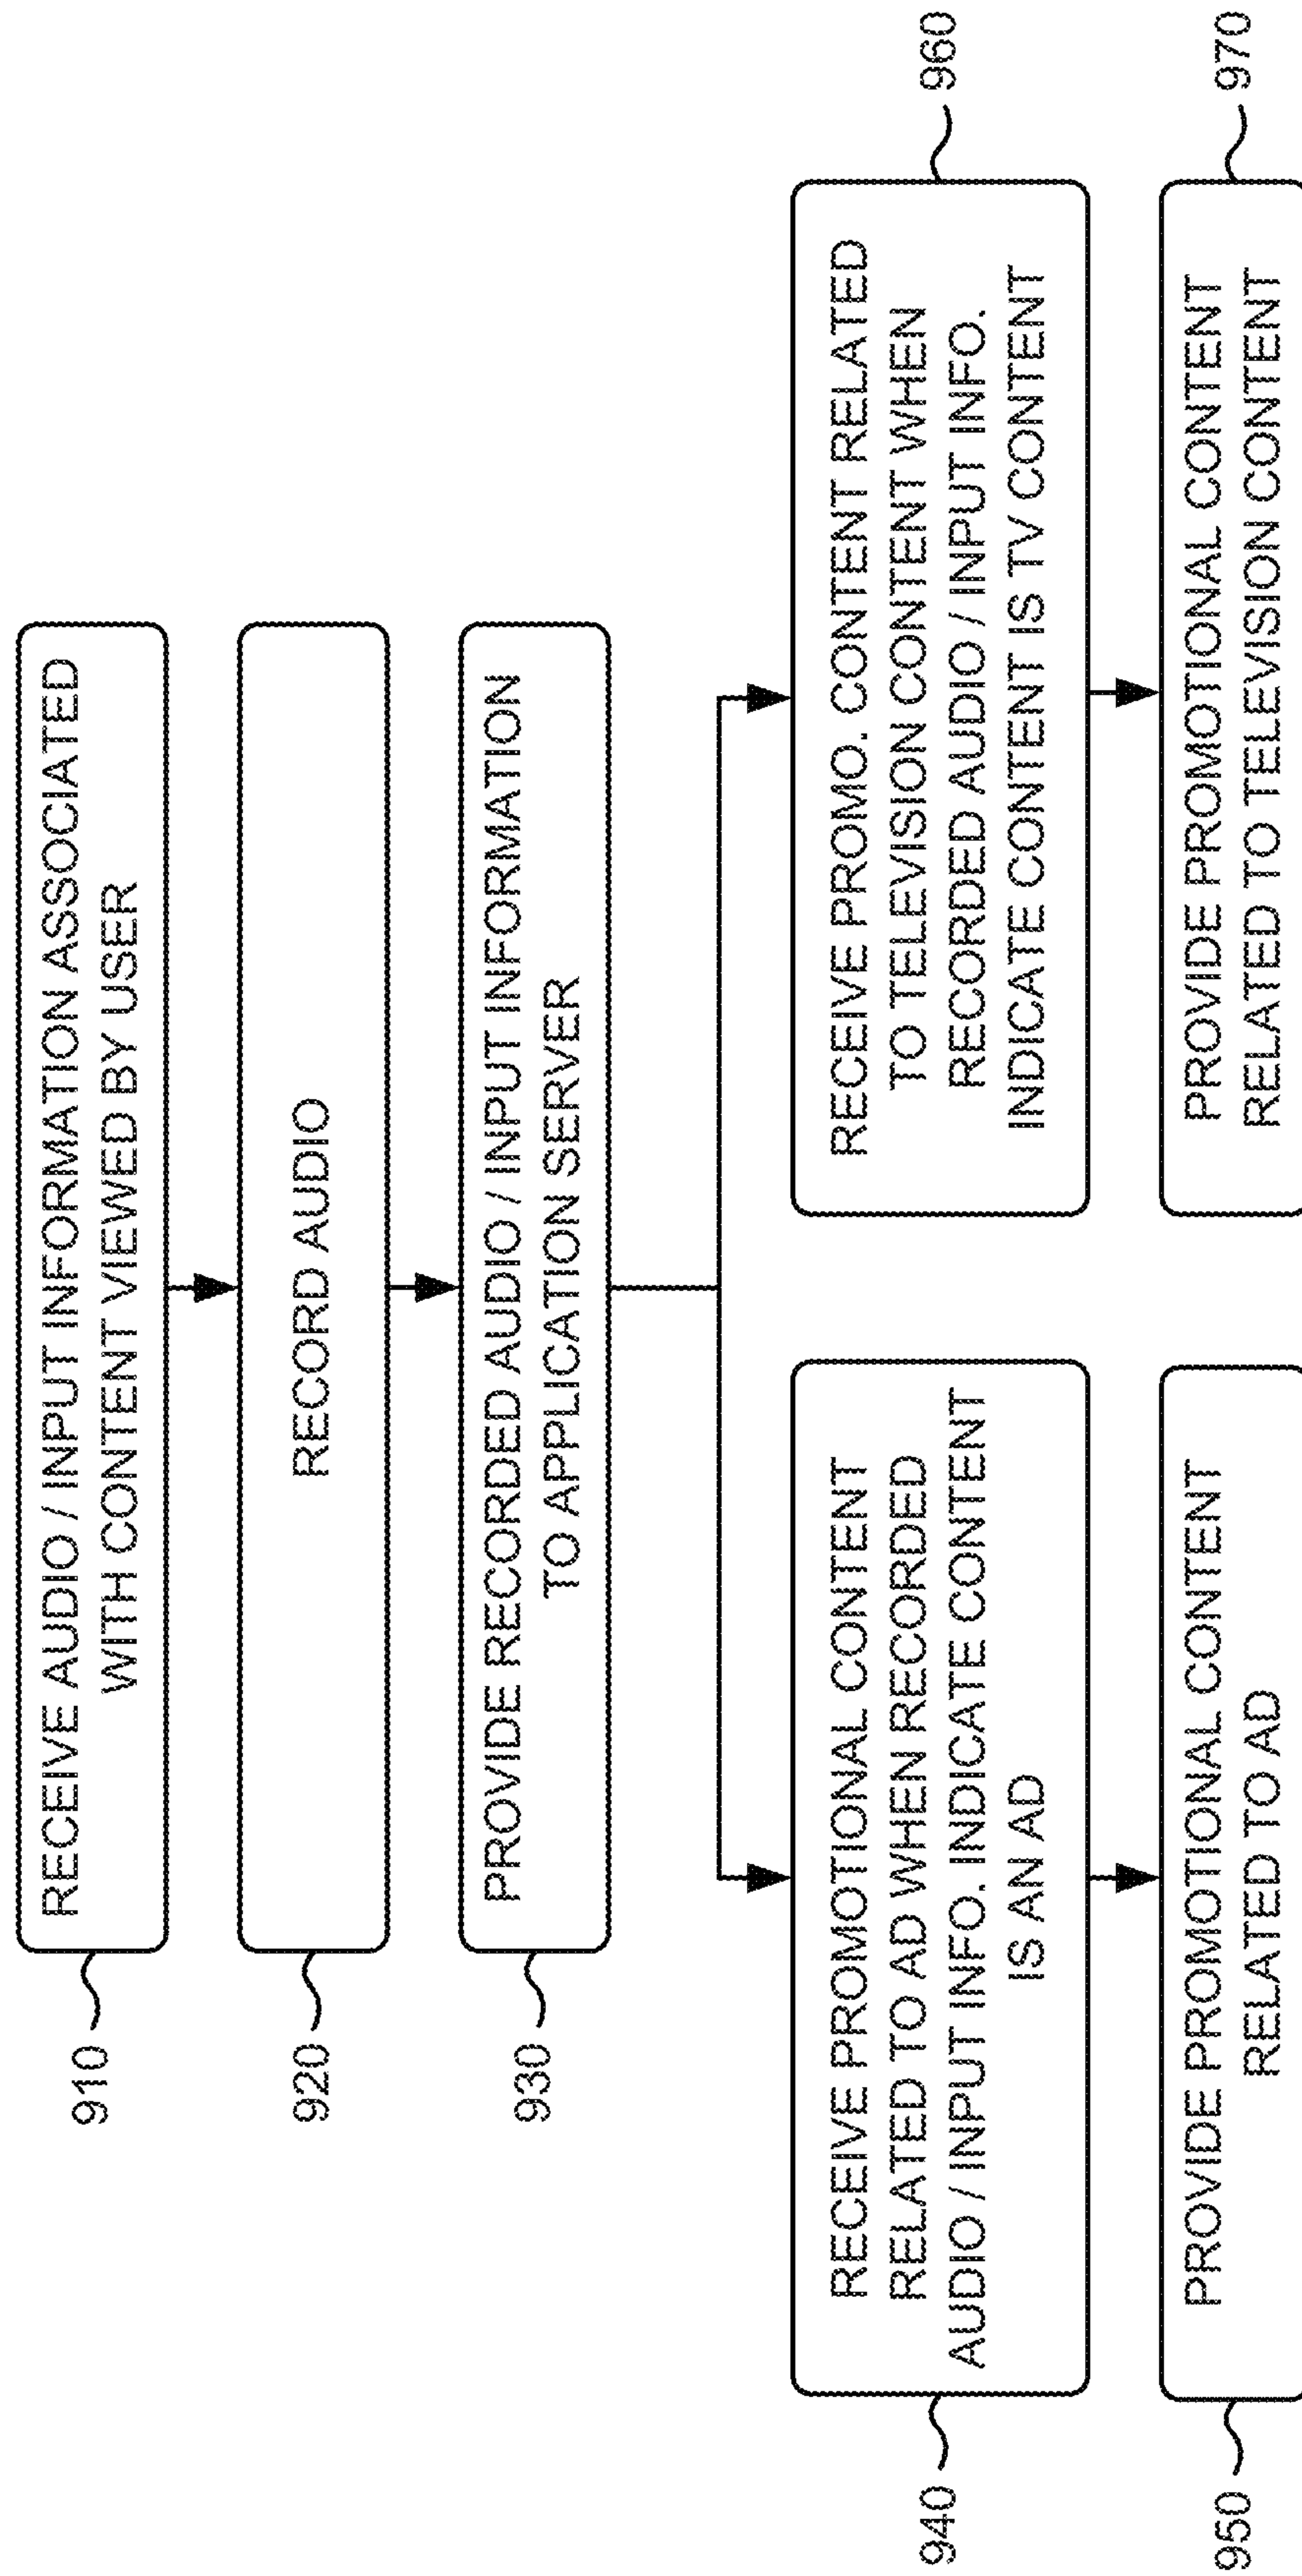 910
RECEIVE AUDIO / INPUT INFORMATION ASSOCIATED
WITH CONTENT VIEWED BY USER
920
RECORD AUDIO
930
PROVIDE RECORDED AUDIO / INPUT INFORMATION
TO APPLICATION SERVER
940
RECEIVE PROMOTIONAL CONTENT
RELATED TO AD WHEN RECORDED
AUDIO / INPUT INFO. INDICATE CONTENT
IS AN AD
960
RECEIVE PROMO. CONTENT RELATED
TO TELEVISION CONTENT WHEN
RECORDED AUDIO / INPUT INFO.
INDICATE CONTENT IS TV CONTENT
950
PROVIDE PROMOTIONAL CONTENT
RELATED TO AD
970
PROVIDE PROMOTIONAL CONTENT
RELATED TO TELEVISION CONTENT